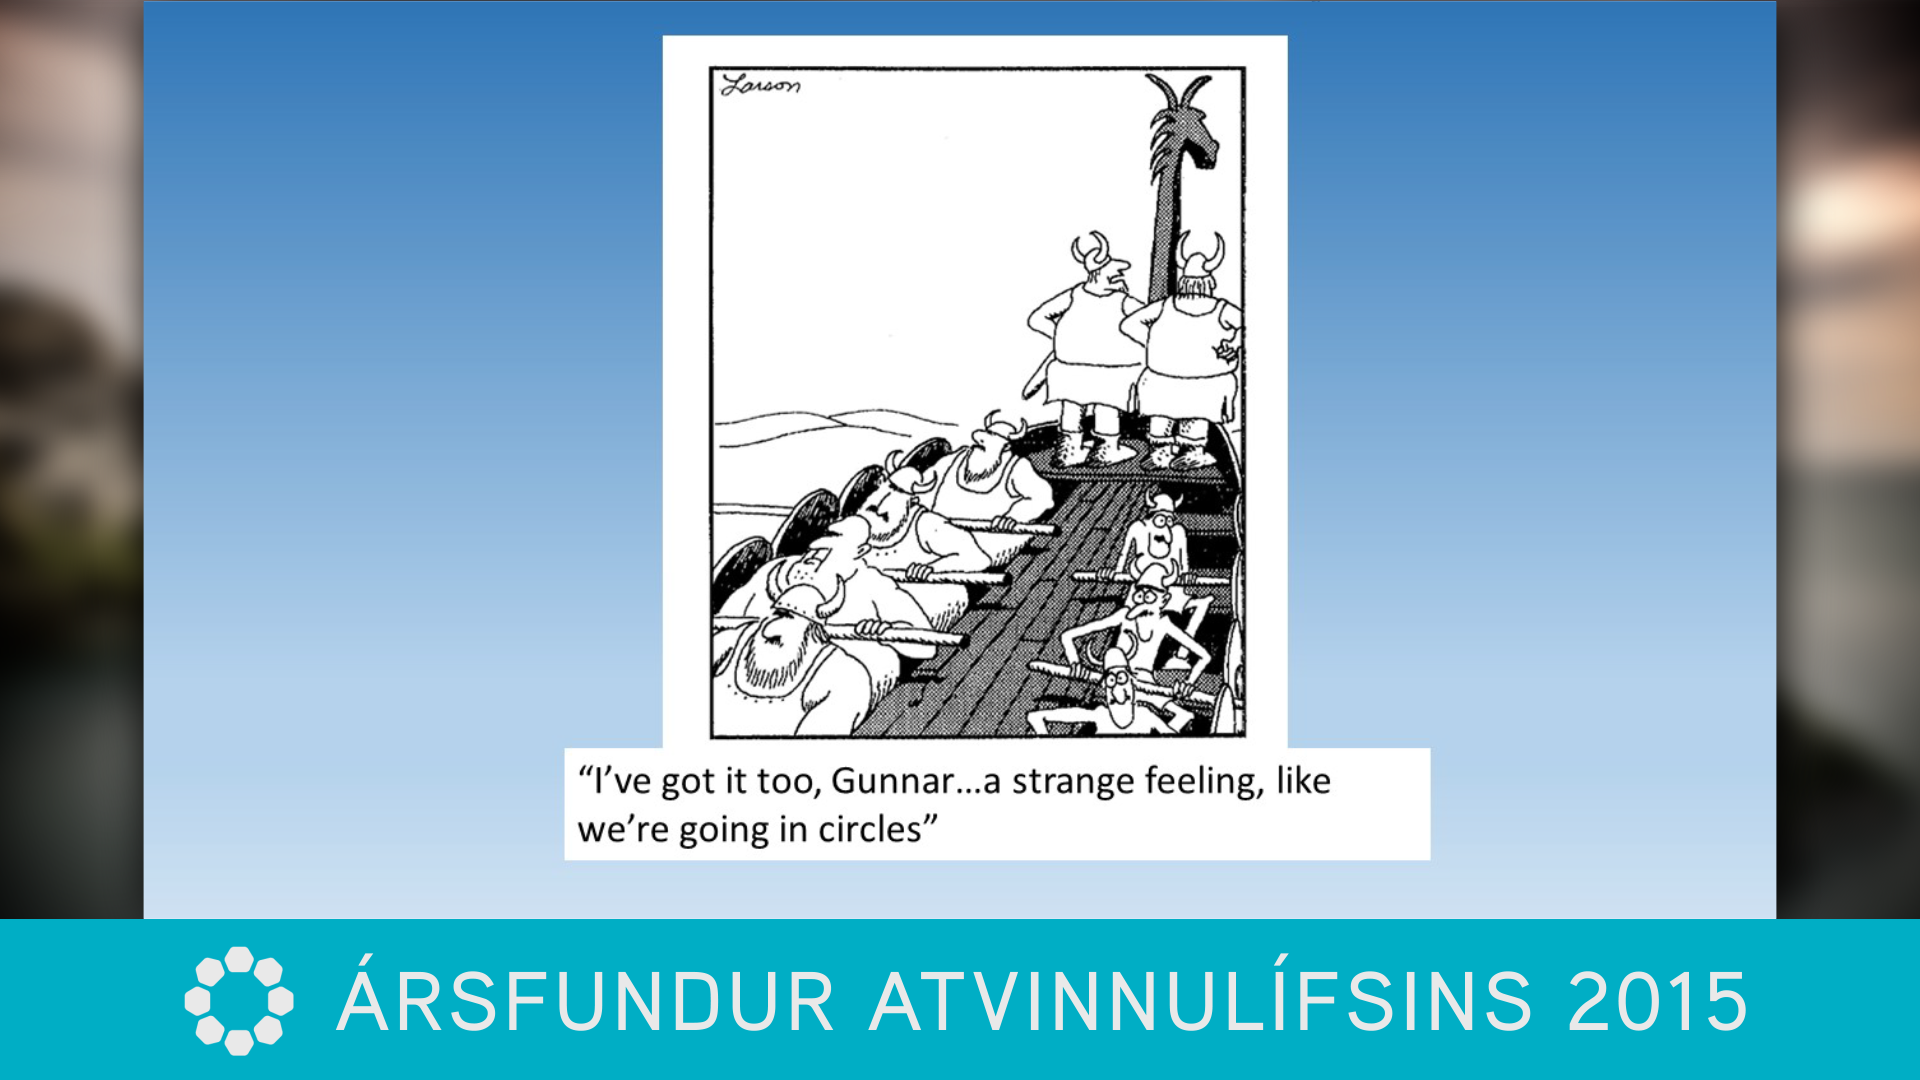 Larson
“I’ve got it too, Gunnar...a strange feeling, like
we’re going in circles”
ÁRSFUNDUR ATVINNULÍFSINS 2015